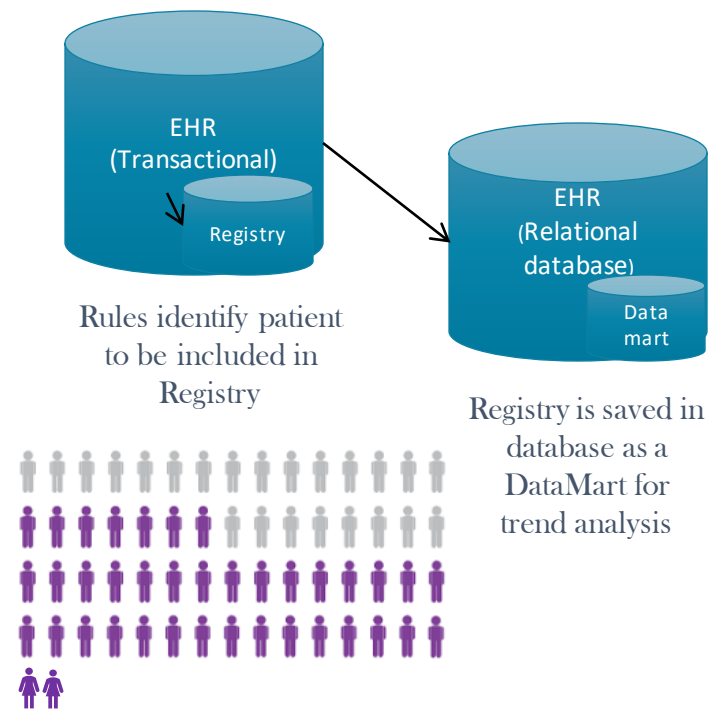 EHR
(Transactional)
Registry
Rules identify patient
to be included in
Registry
EHR
(Relational
database)
Data
mart
Registry is saved in
database as a
DataMart for
trend analysis